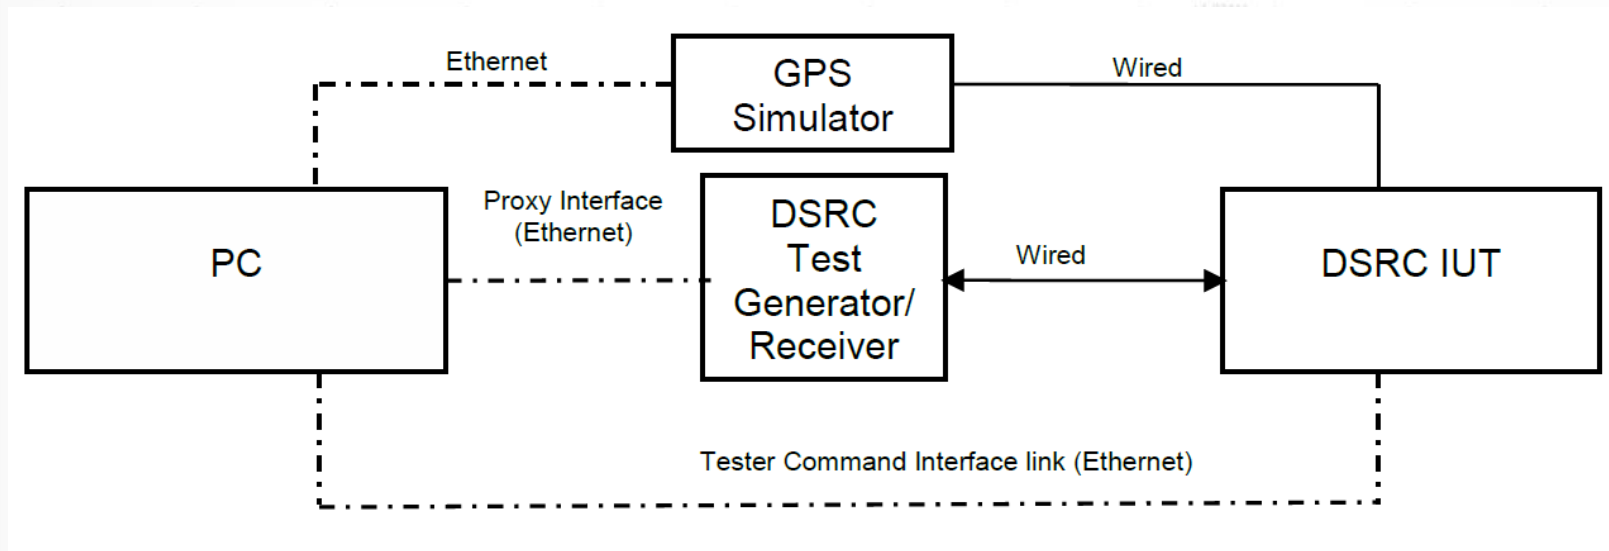 Ethernet
GPS
Simulator
Wired
PC
Proxy Interface
(Ethernet)
DSRC
Test
Generator/
Receiver
Wired
DSRC IUT
Tester Command Interface link (Ethernet)